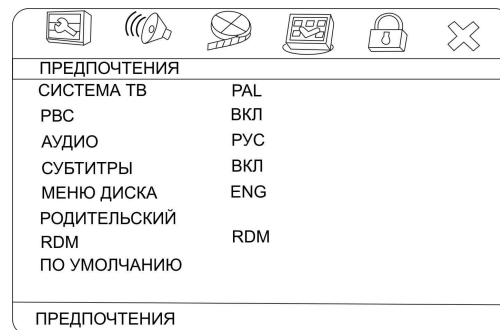 ПРЕДПОЧТЕНИЯ
СИСТЕМА ТВ PAL
PBC ВКЛ
АУДИО РУС
СУБТИТРЫ ВКЛ
МЕНЮ ДИСКА ENG
РОДИТЕЛЬСКИЙ
RDM RDM
ПО УМОЛЧАНИЮ
ПРЕДПОЧТЕНИЯ